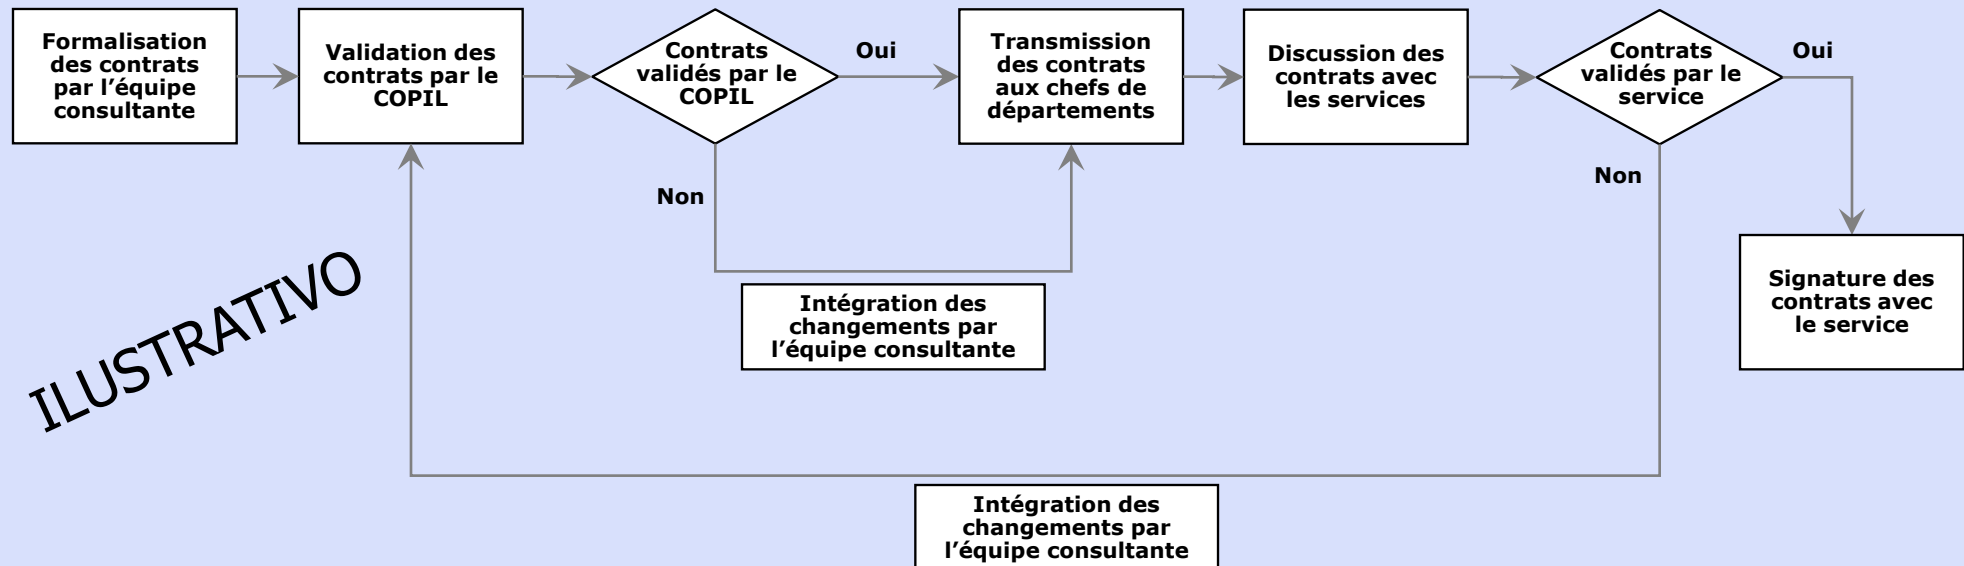 Formalisation
des contrats
par l’équipe
consultante
Validation des
contrats par le
COPIL
Contrats
validés par le
COPIL
Oui
Non
Transmission
des contrats
aux chefs de
départements
Discussion des
contrats avec
les services
Contrats
validés par le
service
Oui
Non
Signature des
contrats avec
le service
Intégration des
changements par
l’équipe consultante
ILUSTRATIVO
Intégration des
changements par
l’équipe consultante